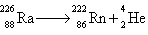 ²²⁶₈₈Ra ⟶ ²²²₈₆Rn + ⁴₂He